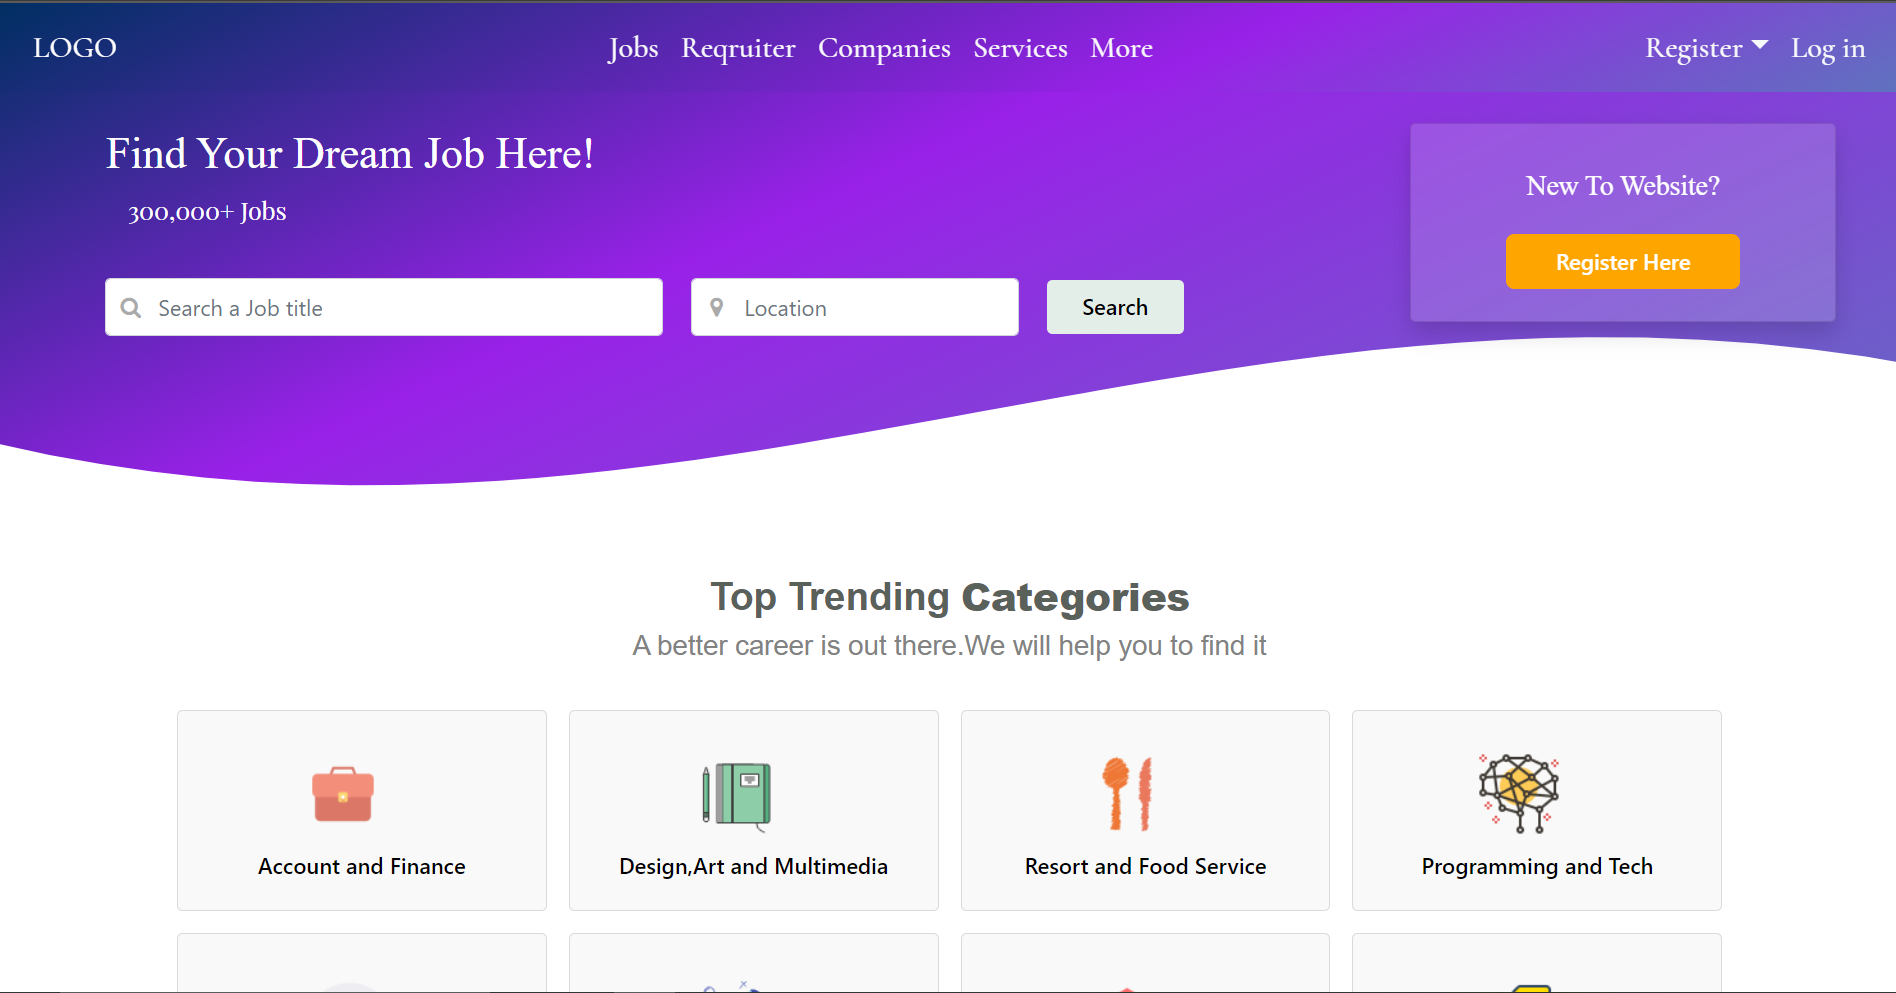 LOGO
Jobs Reqruiter Companies Services More
Register Log in
Find Your Dream Job Here!
300,000+ Jobs
New To Website?
Register Here
Search a Job title
Location
Search
Top Trending Categories
A better career is out there.We will help you to find it
Account and Finance
Design,Art and Multimedia
Resort and Food Service
Programming and Tech